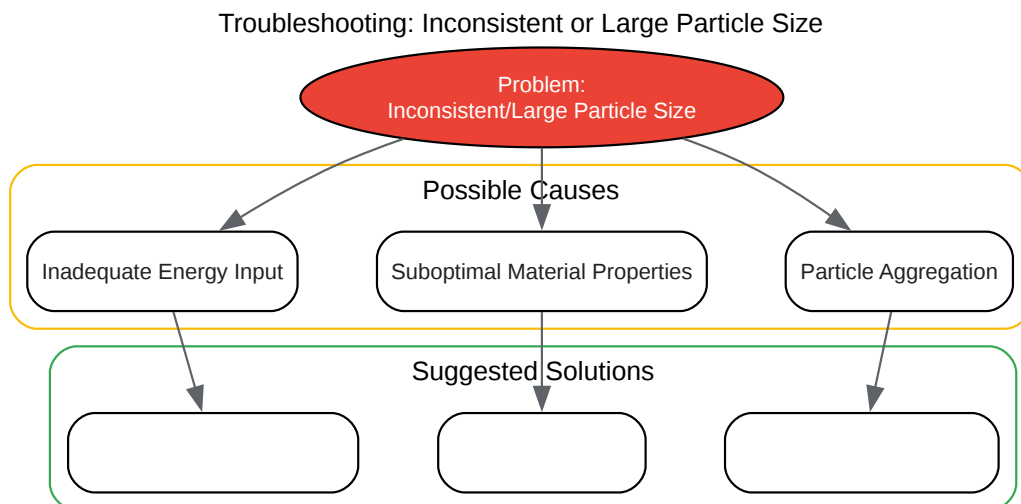 Troubleshooting: Inconsistent or Large Particle Size
Problem:
Inconsistent/Large Particle Size
Possible Causes
Inadequate Energy Input
Suboptimal Material Properties
Particle Aggregation
Suggested Solutions